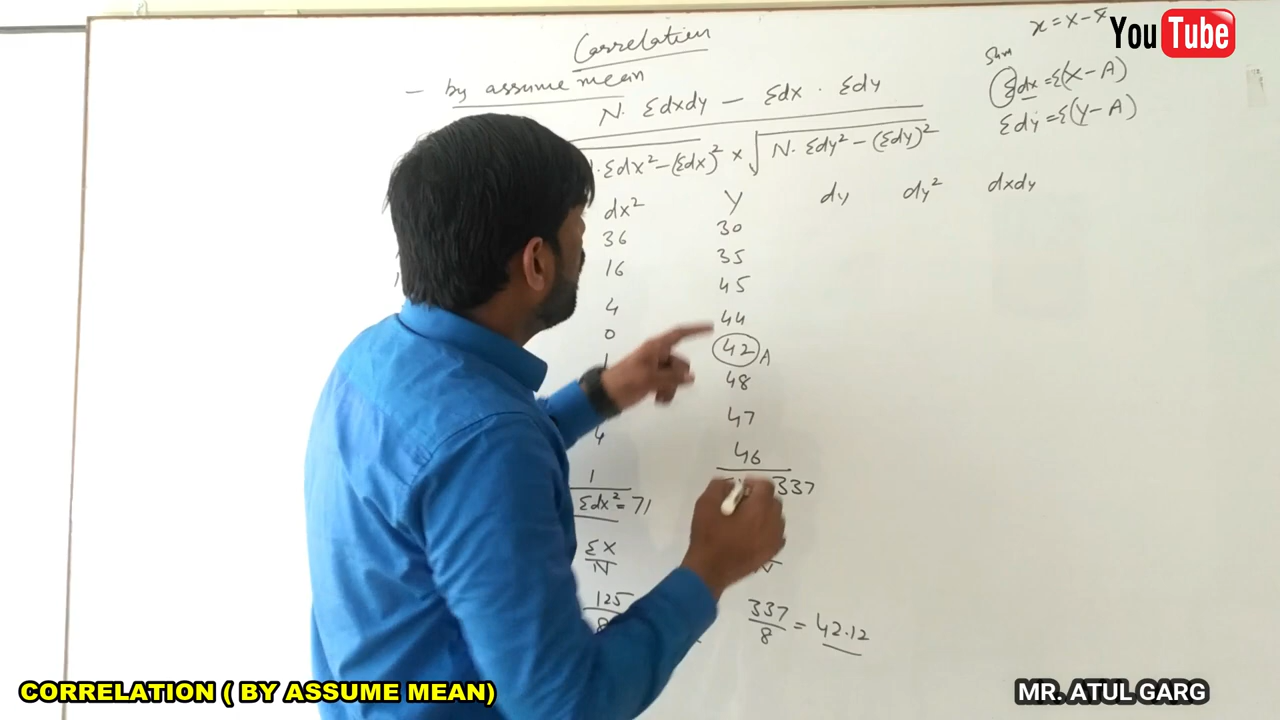 Correlation
- by assume mean
N. Σdxdy - Σdx . Σdy
.Σdx² - (Σdx)² × √N. Σdy² - (Σdy)²
x = X - x̄
YouTube
Σdx = Σ(X - A)
Σdy = Σ(Y - A)
dx² Y dy dy² dxdy
36 30
16 35
4 45
0 44
1 42 A
48
47
4 46
1
Σdx² = 71 337
ΣX
N N
125
8
337
8 = 42.12
CORRELATION ( BY ASSUME MEAN)
MR. ATUL GARG